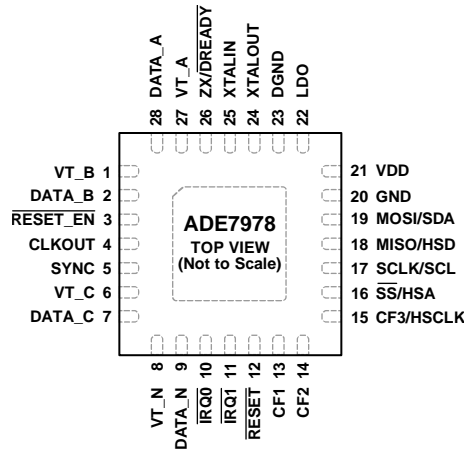 28 DATA_A
27 VT_A
26 ZX/DREADY
25 XTALIN
24 XTALOUT
23 DGND
22 LDO
VT_B 1
DATA_B 2
RESET_EN 3
CLKOUT 4
SYNC 5
VT_C 6
DATA_C 7
ADE7978
TOP VIEW
(Not to Scale)
21 VDD
20 GND
19 MOSI/SDA
18 MISO/HSD
17 SCLK/SCL
16 SS/HSA
15 CF3/HSCLK
VT_N 8
DATA_N 9
IRQ0 10
IRQ1 11
RESET 12
CF1 13
CF2 14